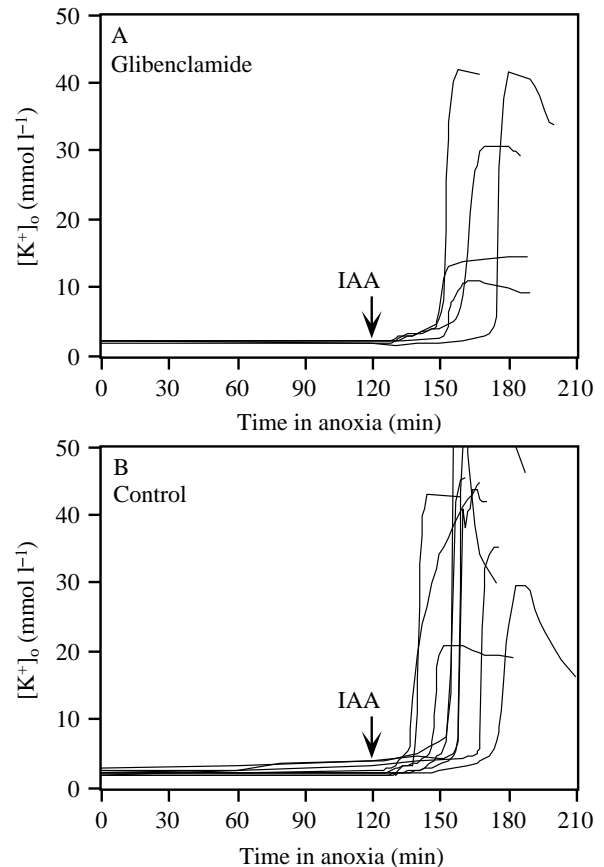 A
Glibenclamide
50
40
30
20
10
0
[K⁺]ₒ (mmol l⁻¹)
IAA
0 30 60 90 120 150 180 210
Time in anoxia (min)
B
Control
50
40
30
20
10
0
[K⁺]ₒ (mmol l⁻¹)
IAA
0 30 60 90 120 150 180 210
Time in anoxia (min)